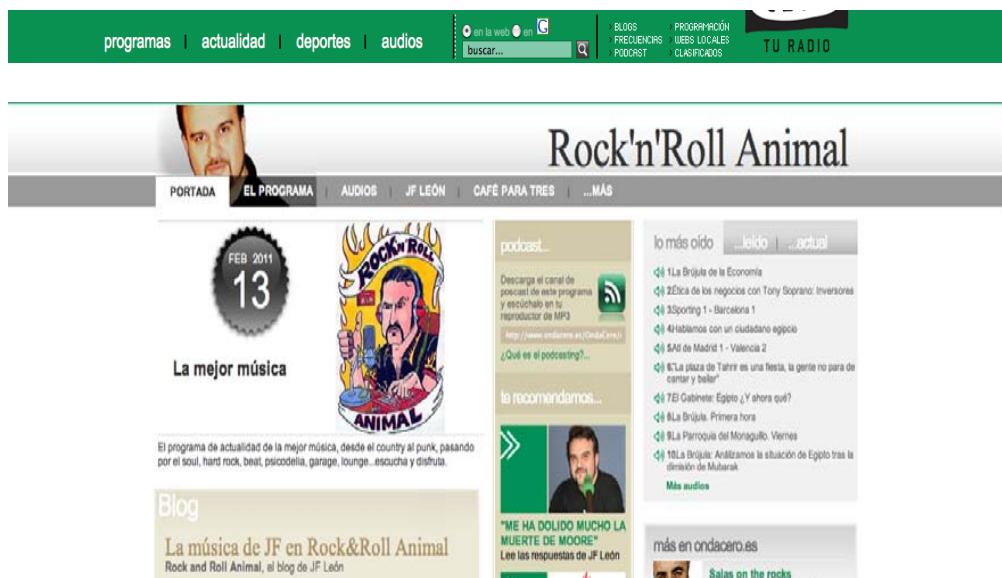 programas | actualidad | deportes | audios
en la web en G
buscar...
› BLOGS
› FRECUENCIAS
› PODCAST
› PROGRAMACIÓN
› WEBS LOCALES
› CLASIFICADOS
TU RADIO
Rock'n'Roll Animal
PORTADA | EL PROGRAMA | AUDIOS | JF LEÓN | CAFÉ PARA TRES | ...MÁS
FEB 2011
13
La mejor música
ROCK'N'ROLL
ANIMAL
El programa de actualidad de la mejor música, desde el country al punk, pasando
por el soul, hard rock, beat, psicodelia, garage, lounge...escucha y disfruta.
Blog
La música de JF en Rock&Roll Animal
Rock and Roll Animal, el blog de JF León
podcast...
Descarga el canal de
poscast de este programa
y escúchalo en tu
reproductor de MP3
http://www.ondacero.es/OndaCero/
¿Qué es el podcasting?...
te recomendamos...
"ME HA DOLIDO MUCHO LA
MUERTE DE MOORE"
Lee las respuestas de JF León
lo más oído ...leído | ...actual
1La Brújula de la Economía
2Ética de los negocios con Tony Soprano: Inversores
3Sporting 1 - Barcelona 1
4Hablamos con un ciudadano egipcio
5Atl de Madrid 1 - Valencia 2
6"La plaza de Tahrir es una fiesta, la gente no para de
cantar y bailar"
7El Gabinete: Egipto ¿Y ahora qué?
8La Brújula. Primera hora
9La Parroquia del Monaguillo. Viernes
10La Brújula: Análizamos la situación de Egipto tras la
dimisión de Mubarak
Más audios
más en ondacero.es
Salas on the rocks